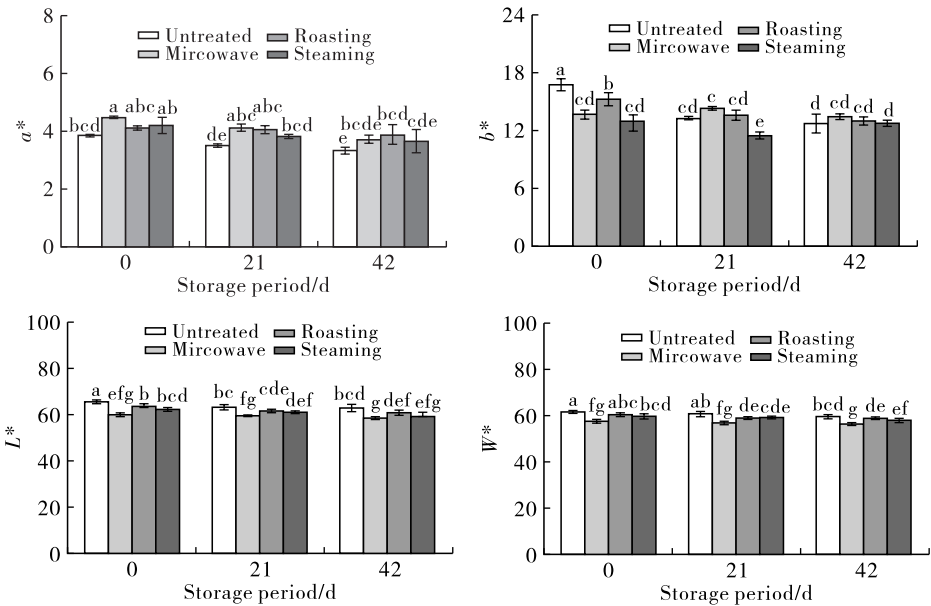 8
6
4
2
0
a*
Untreated
Roasting
Mircowave
Steaming
bcd
a
abc
ab
de
abc
abc
bcd
e
bcde
bcd
cde
0
21
42
Storage period/d
24
18
12
6
0
b*
Untreated
Mircowave
Roasting
Steaming
a
cd
b
cd
cd
c
cd
e
d
cd
cd
d
0
21
42
Storage period/d
100
80
60
40
20
0
L*
Untreated
Roasting
Mircowave
Steaming
a
efg
b
bcd
bc
fg
cde
def
bcd
g
def
efg
0
21
42
Storage period/d
100
80
60
40
20
0
W*
Untreated
Roasting
Mircowave
Steaming
a
fg
abc
bcd
ab
fg
de
cde
bcd
g
de
ef
0
21
42
Storage period/d